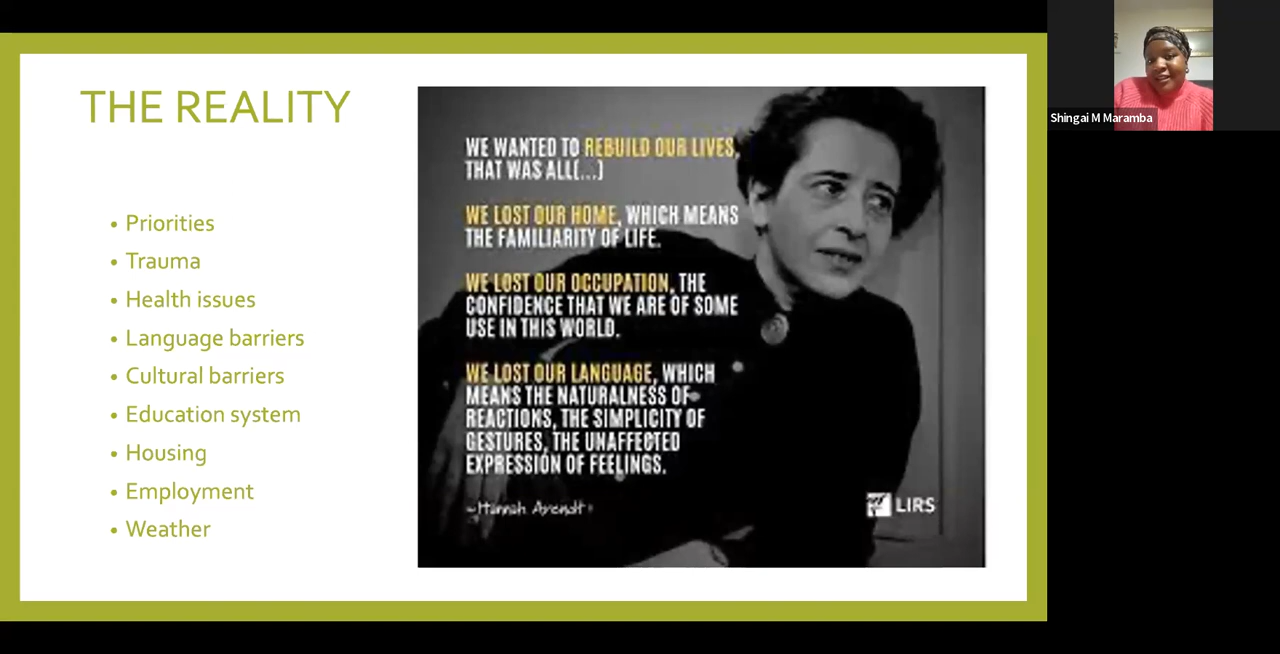 THE REALITY
• Priorities
• Trauma
• Health issues
• Language barriers
• Cultural barriers
• Education system
• Housing
• Employment
• Weather
WE WANTED TO REBUILD OUR LIVES,
THAT WAS ALL(...)
WE LOST OUR HOME, WHICH MEANS
THE FAMILIARITY OF LIFE.
WE LOST OUR OCCUPATION, THE
CONFIDENCE THAT WE ARE OF SOME
USE IN THIS WORLD.
WE LOST OUR LANGUAGE, WHICH
MEANS THE NATURALNESS OF
REACTIONS, THE SIMPLICITY OF
GESTURES, THE UNAFFECTED
EXPRESSION OF FEELINGS.
~Hannah Arendt
LIRS
Shingai M Maramba